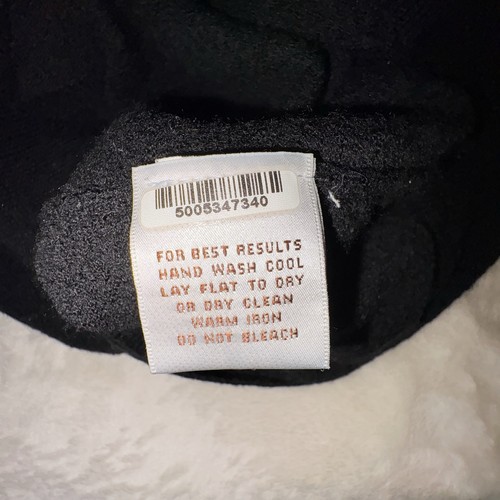 5005347340
FOR BEST RESULTS
HAND WASH COOL
LAY FLAT TO DRY
OR DRY CLEAN
WARM IRON
DO NOT BLEACH